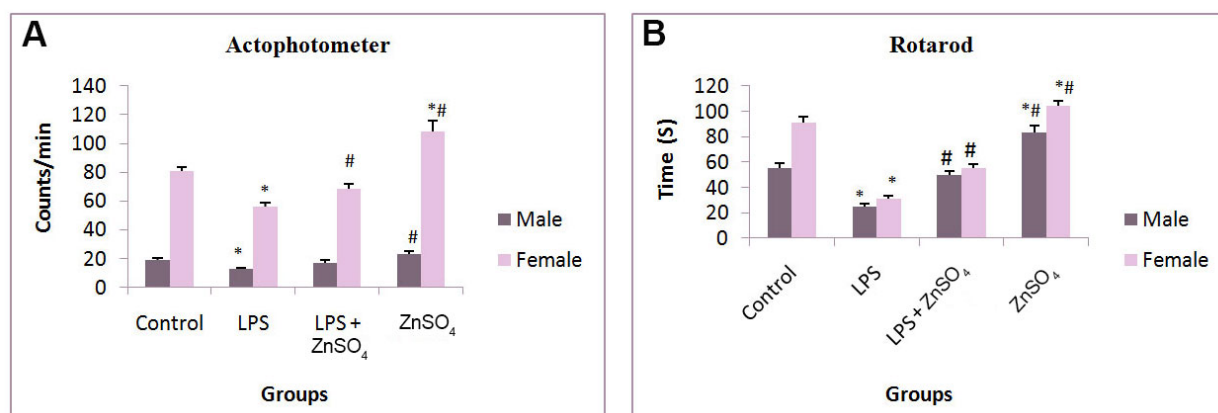 A
Actophotometer
140
120
100
80
60
40
20
0
Counts/min
*
*
#
#
*#
Control
LPS
LPS +
ZnSO₄
ZnSO₄
Groups
Male
Female
B
Rotarod
120
100
80
60
40
20
0
Time (S)
*
*
#
#
*#
*#
Control
LPS
LPS + ZnSO₄
ZnSO₄
Groups
Male
Female